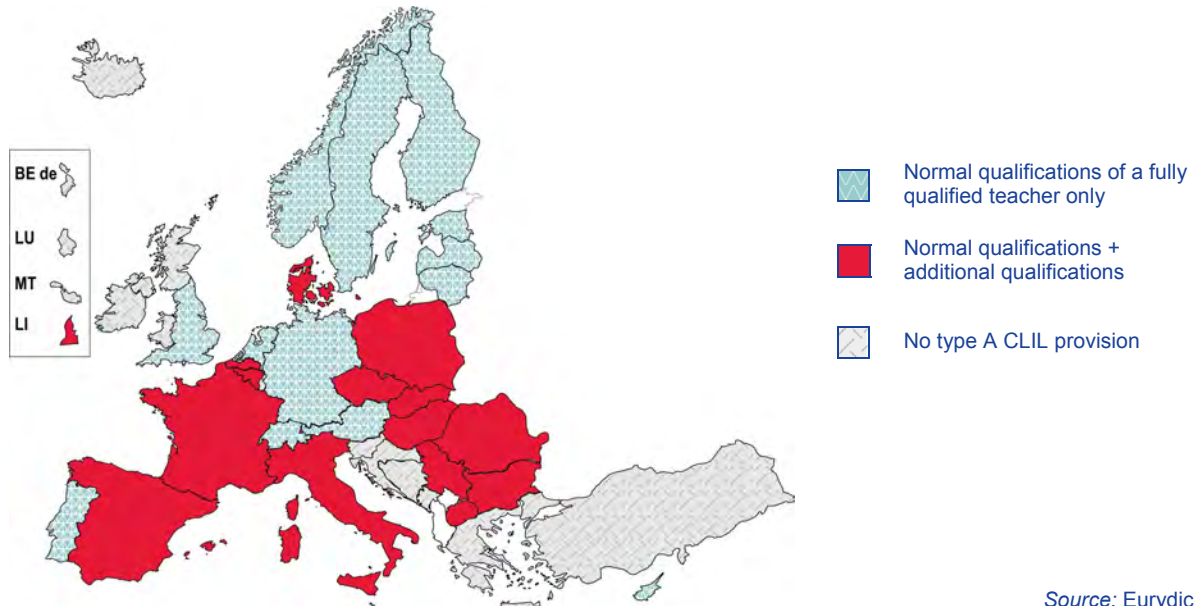 BE de
LU
MT
LI
Normal qualifications of a fully
qualified teacher only
Normal qualifications +
additional qualifications
No type A CLIL provision
Source: Eurydic